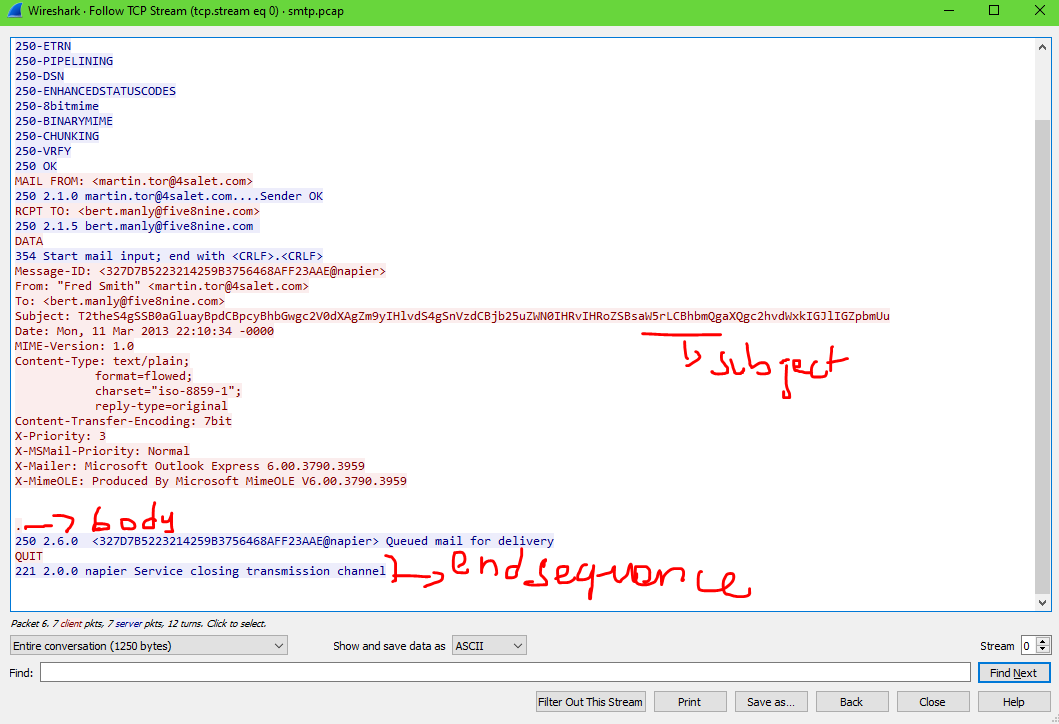 Wireshark · Follow TCP Stream (tcp.stream eq 0) · smtp.pcap
250-ETRN
250-PIPELINING
250-DSN
250-ENHANCEDSTATUSCODES
250-8bitmime
250-BINARYMIME
250-CHUNKING
250-VRFY
250 OK
MAIL FROM: <martin.tor@4salet.com>
250 2.1.0 martin.tor@4salet.com....Sender OK
RCPT TO: <bert.manly@five8nine.com>
250 2.1.5 bert.manly@five8nine.com
DATA
354 Start mail input; end with <CRLF>.<CRLF>
Message-ID: <327D7B5223214259B3756468AFF23AAE@napier>
From: "Fred Smith" <martin.tor@4salet.com>
To: <bert.manly@five8nine.com>
Subject: T2theS4gSSB0aGluayBpdCBpcyBhbGwgc2V0dXAgZm9yIHlvdS4gSnVzdCBjb25uZWN0IHRvIHRoZSBsaW5rLCBhbmQgaXQgc2hvdWxkIGJlIGZpbmUu
Date: Mon, 11 Mar 2013 22:10:34 -0000
MIME-Version: 1.0
Content-Type: text/plain;
format=flowed;
charset="iso-8859-1";
reply-type=original
Content-Transfer-Encoding: 7bit
X-Priority: 3
X-MSMail-Priority: Normal
X-Mailer: Microsoft Outlook Express 6.00.3790.3959
X-MimeOLE: Produced By Microsoft MimeOLE V6.00.3790.3959
subject
. body
250 2.6.0  <327D7B5223214259B3756468AFF23AAE@napier> Queued mail for delivery
QUIT
221 2.0.0 napier Service closing transmission channel
endsequance
Packet 6. 7 client pkts, 7 server pkts, 12 turns. Click to select.
Entire conversation (1250 bytes) Show and save data as ASCII Stream 0
Find: Find Next
Filter Out This Stream Print Save as... Back Close Help